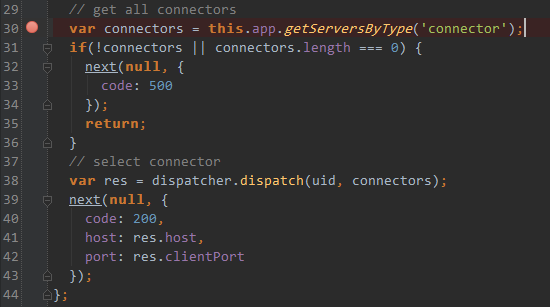 29 // get all connectors
30 var connectors = this.app.getServersByType('connector');
31 if(!connectors || connectors.length === 0) {
32 next(null, {
33 code: 500
34 });
35 return;
36 }
37 // select connector
38 var res = dispatcher.dispatch(uid, connectors);
39 next(null, {
40 code: 200,
41 host: res.host,
42 port: res.clientPort
43 });
44 };